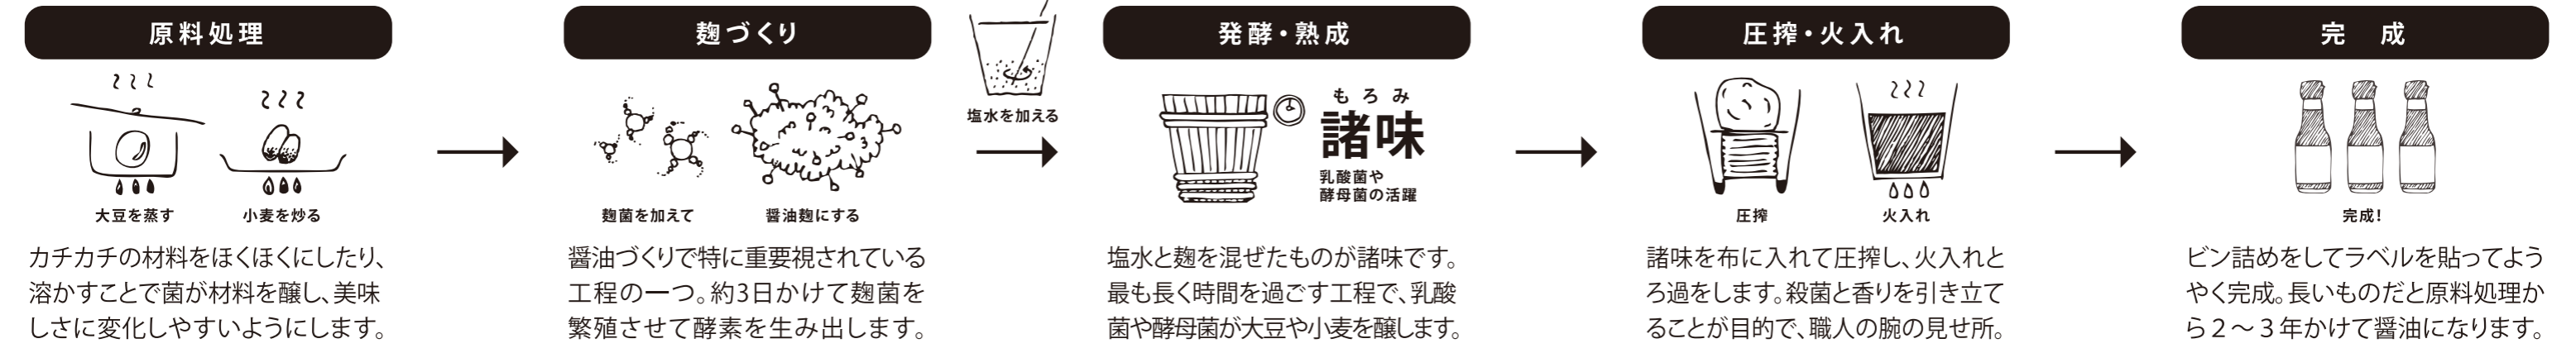 原料処理
大豆を蒸す
小麦を炒る
カチカチの材料をほくほくにしたり、
溶かすことで菌が材料を醸し、美味
しさに変化しやすいようにします。
麹づくり
麹菌を加えて
醤油麹にする
醤油づくりで特に重要視されている
工程の一つ。約3日かけて麹菌を
繁殖させて酵素を生み出します。
塩水を加える
発酵・熟成
もろみ
諸味
乳酸菌や
酵母菌の活躍
塩水と麹を混ぜたものが諸味です。
最も長く時間を過ごす工程で、乳酸
菌や酵母菌が大豆や小麦を醸します。
圧搾・火入れ
圧搾
火入れ
諸味を布に入れて圧搾し、火入れと
ろ過をします。殺菌と香りを引き立て
ることが目的で、職人の腕の見せ所。
完 成
完成！
ビン詰めをしてラベルを貼ってよう
やく完成。長いものだと原料処理か
ら２～３年かけて醤油になります。